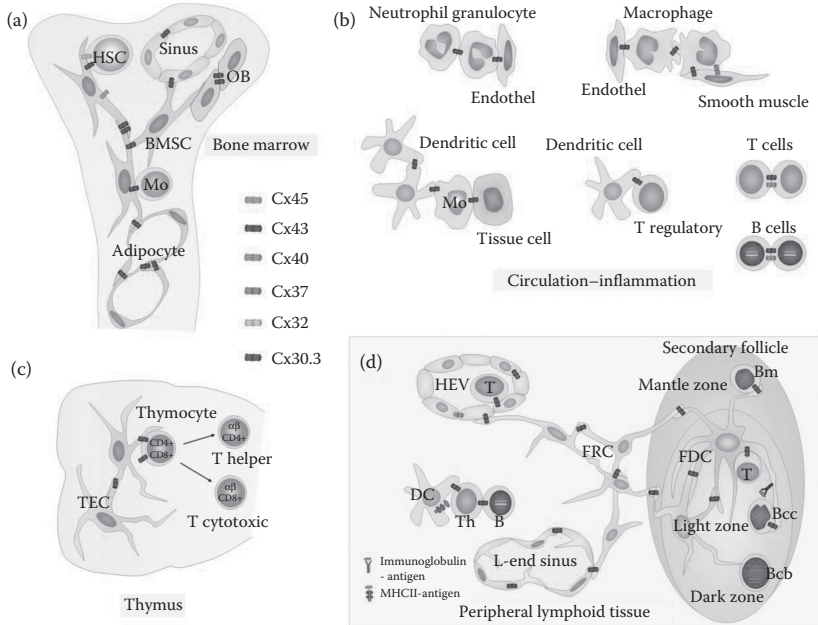 (a)
HSC
Sinus
OB
BMSC
Bone marrow
Mo
Adipocyte
Cx45
Cx43
Cx40
Cx37
Cx32
Cx30.3
(b)
Neutrophil granulocyte
Endothel
Macrophage
Endothel
Smooth muscle
Dendritic cell
Mo
Tissue cell
Dendritic cell
T regulatory
T cells
B cells
Circulation–inflammation
(c)
Thymocyte
CD4+
CD8+
αβ
CD4+
T helper
αβ
CD8+
T cytotoxic
TEC
Thymus
(d)
HEV
T
FRC
DC
Th
B
L-end sinus
Immunoglobulin
- antigen
MHCII-antigen
Peripheral lymphoid tissue
Secondary follicle
Bm
Mantle zone
FDC
T
Bcc
Light zone
Bcb
Dark zone